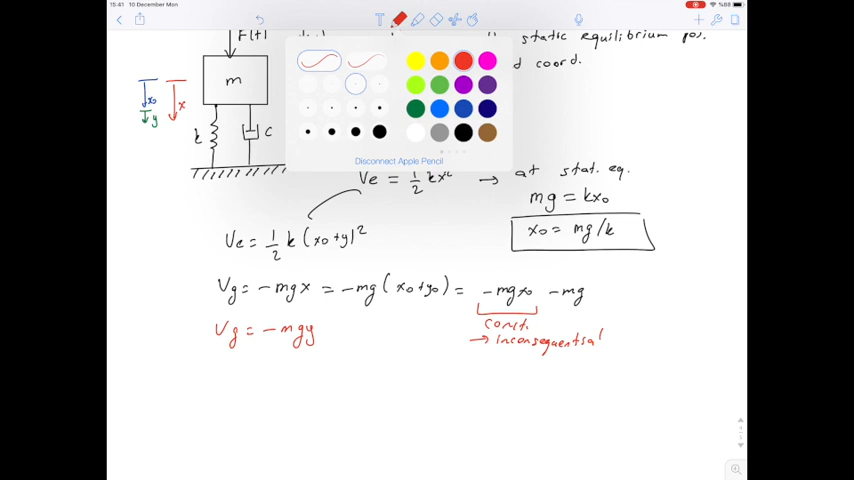 15:41 10 December Mon
%88
F(t)
static equilibrium pos.
d coord.
m
x₀
x
y
k
c
Disconnect Apple Pencil
Ve = 1/2 kx² → at stat. eq.
mg = kx₀
x₀ = mg/k
Ve = 1/2 k (x₀+y)²
Vg = -mgx = -mg(x₀+y₀) = -mgx₀ -mg
const.
Vg = -mgy
→ inconsequential